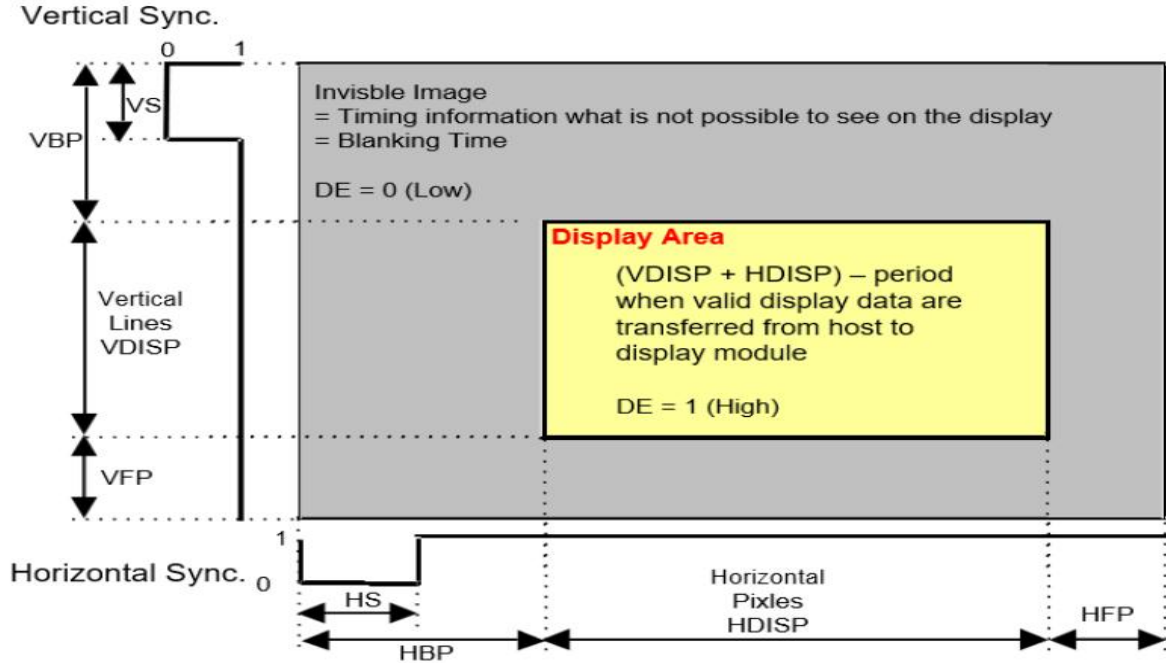 Vertical Sync.
0 1
VS
VBP
Invisble Image
= Timing information what is not possible to see on the display
= Blanking Time
DE = 0 (Low)
Display Area
(VDISP + HDISP) – period
when valid display data are
transferred from host to
display module
DE = 1 (High)
Vertical
Lines
VDISP
VFP
1
Horizontal Sync. 0
HS
HBP
Horizontal
Pixles
HDISP
HFP